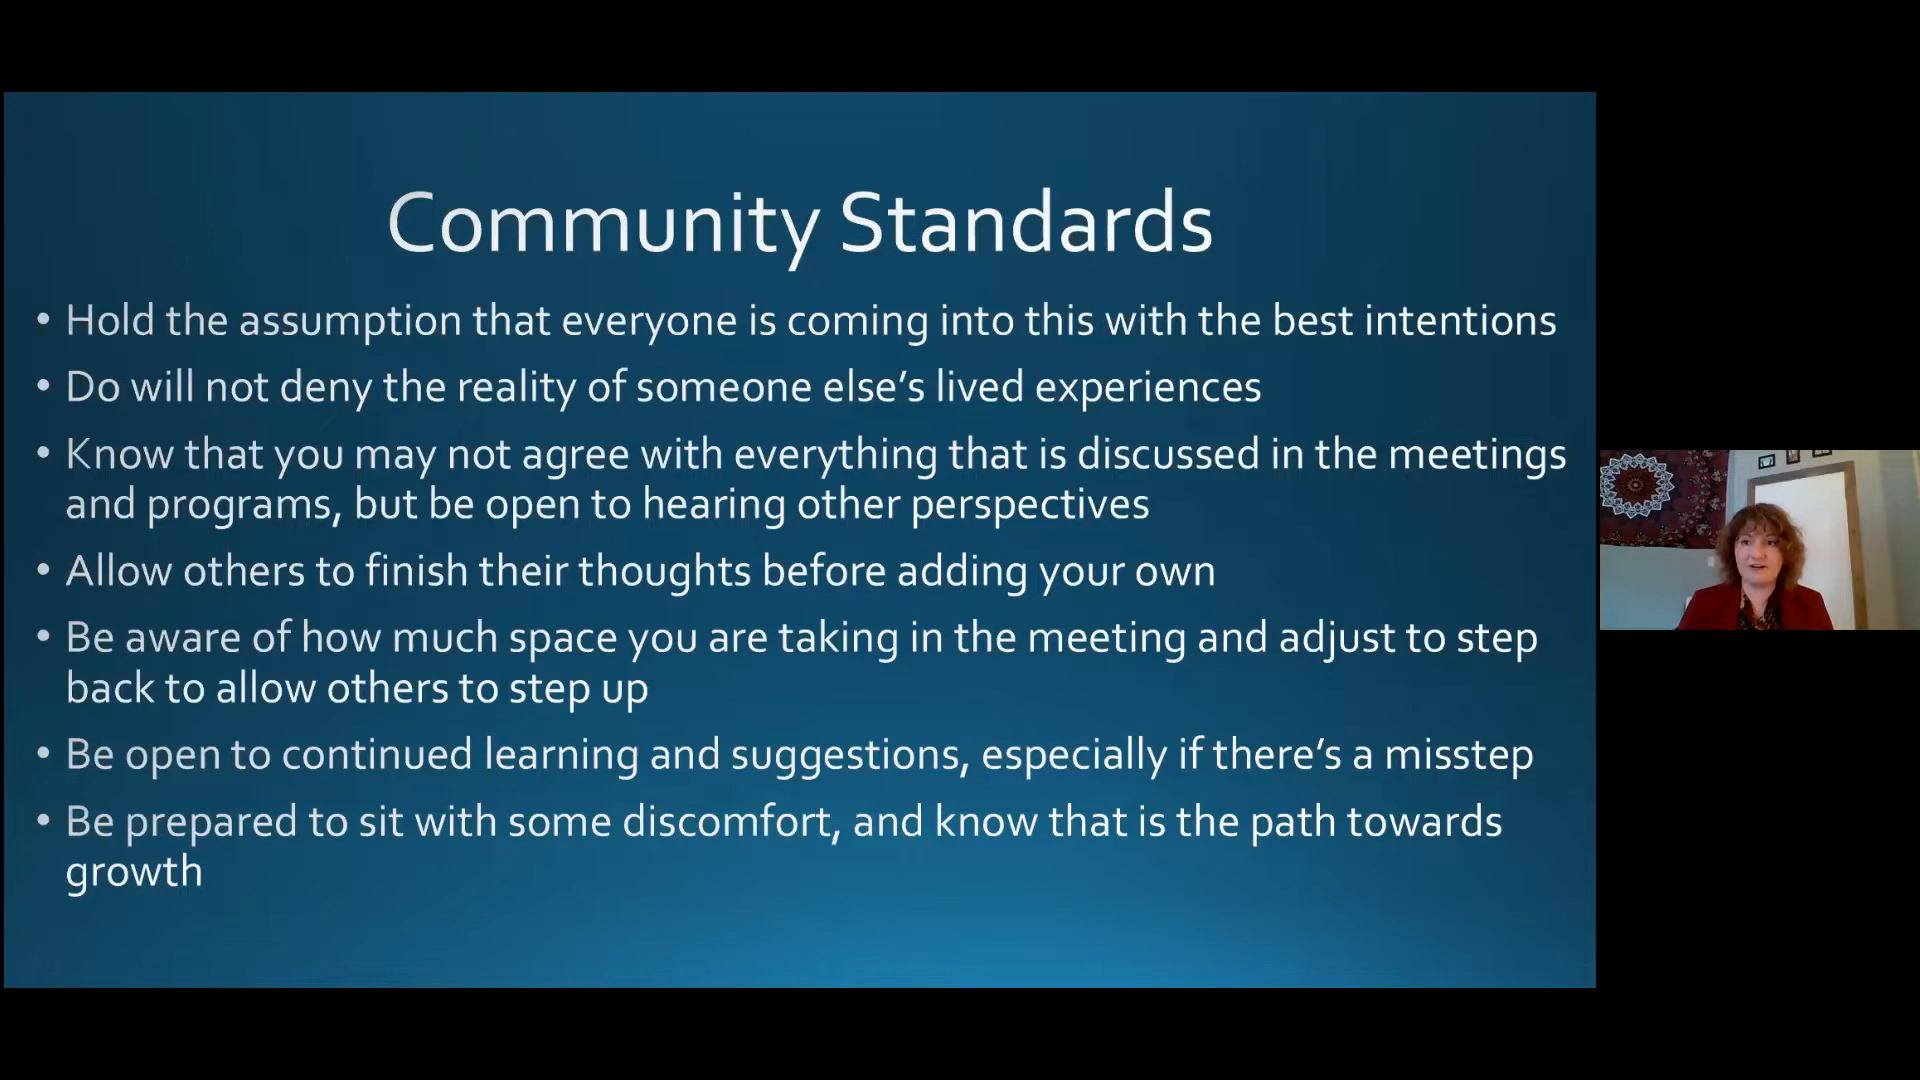 Community Standards
• Hold the assumption that everyone is coming into this with the best intentions
• Do will not deny the reality of someone else’s lived experiences
• Know that you may not agree with everything that is discussed in the meetings
and programs, but be open to hearing other perspectives
• Allow others to finish their thoughts before adding your own
• Be aware of how much space you are taking in the meeting and adjust to step
back to allow others to step up
• Be open to continued learning and suggestions, especially if there’s a misstep
• Be prepared to sit with some discomfort, and know that is the path towards
growth